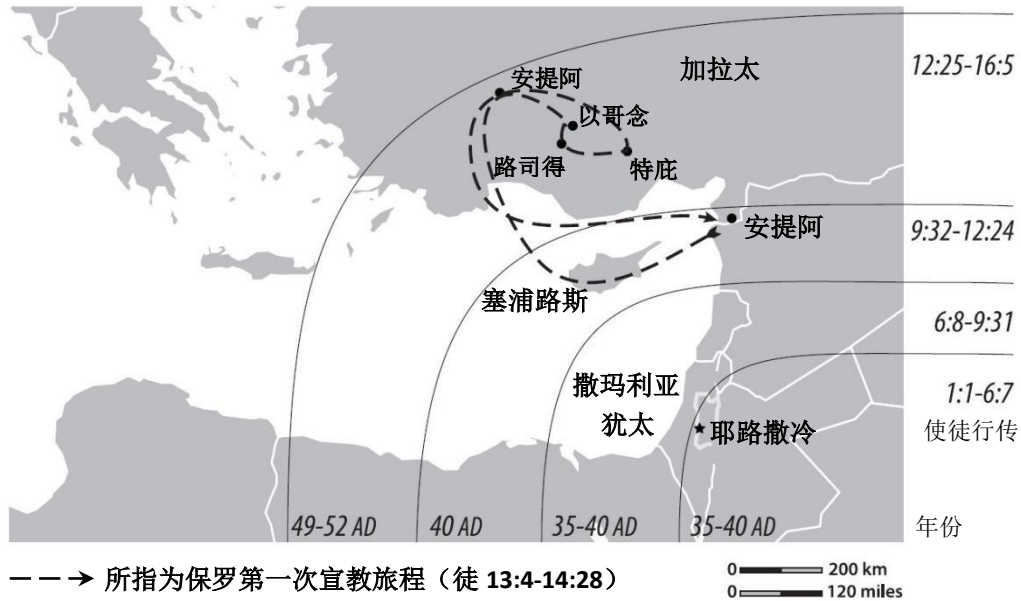 加拉太
12:25-16:5
安提阿
以哥念
路司得
特庇
安提阿
9:32-12:24
塞浦路斯
6:8-9:31
撒玛利亚
犹太
1:1-6:7
耶路撒冷
使徒行传
49-52 AD
40 AD
35-40 AD
35-40 AD
年份
所指为保罗第一次宣教旅程（徒 13:4-14:28）
0 200 km
0 120 miles